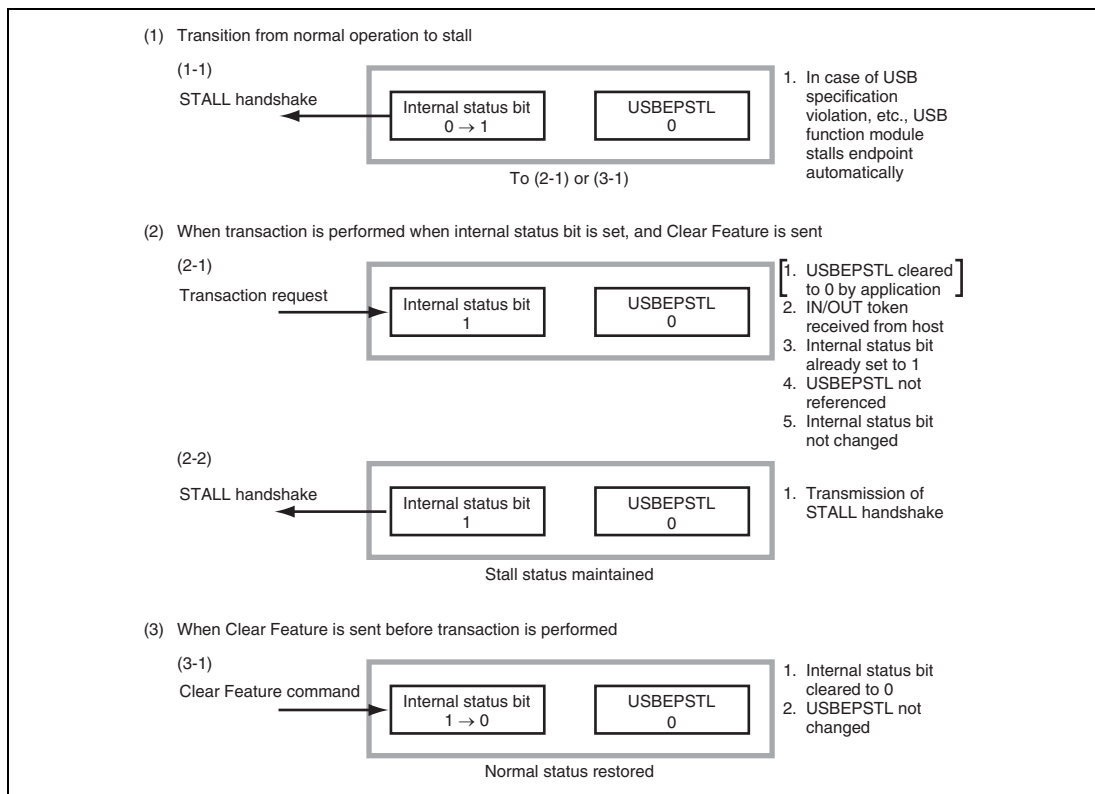 (1) Transition from normal operation to stall
(1-1)
STALL handshake
Internal status bit
0 → 1
USBEPSTL
0
To (2-1) or (3-1)
1. In case of USB
specification
violation, etc., USB
function module
stalls endpoint
automatically
(2) When transaction is performed when internal status bit is set, and Clear Feature is sent
(2-1)
Transaction request
Internal status bit
1
USBEPSTL
0
1. USBEPSTL cleared
to 0 by application
2. IN/OUT token
received from host
3. Internal status bit
already set to 1
4. USBEPSTL not
referenced
5. Internal status bit
not changed
(2-2)
STALL handshake
Internal status bit
1
USBEPSTL
0
1. Transmission of
STALL handshake
Stall status maintained
(3) When Clear Feature is sent before transaction is performed
(3-1)
Clear Feature command
Internal status bit
1 → 0
USBEPSTL
0
1. Internal status bit
cleared to 0
2. USBEPSTL not
changed
Normal status restored